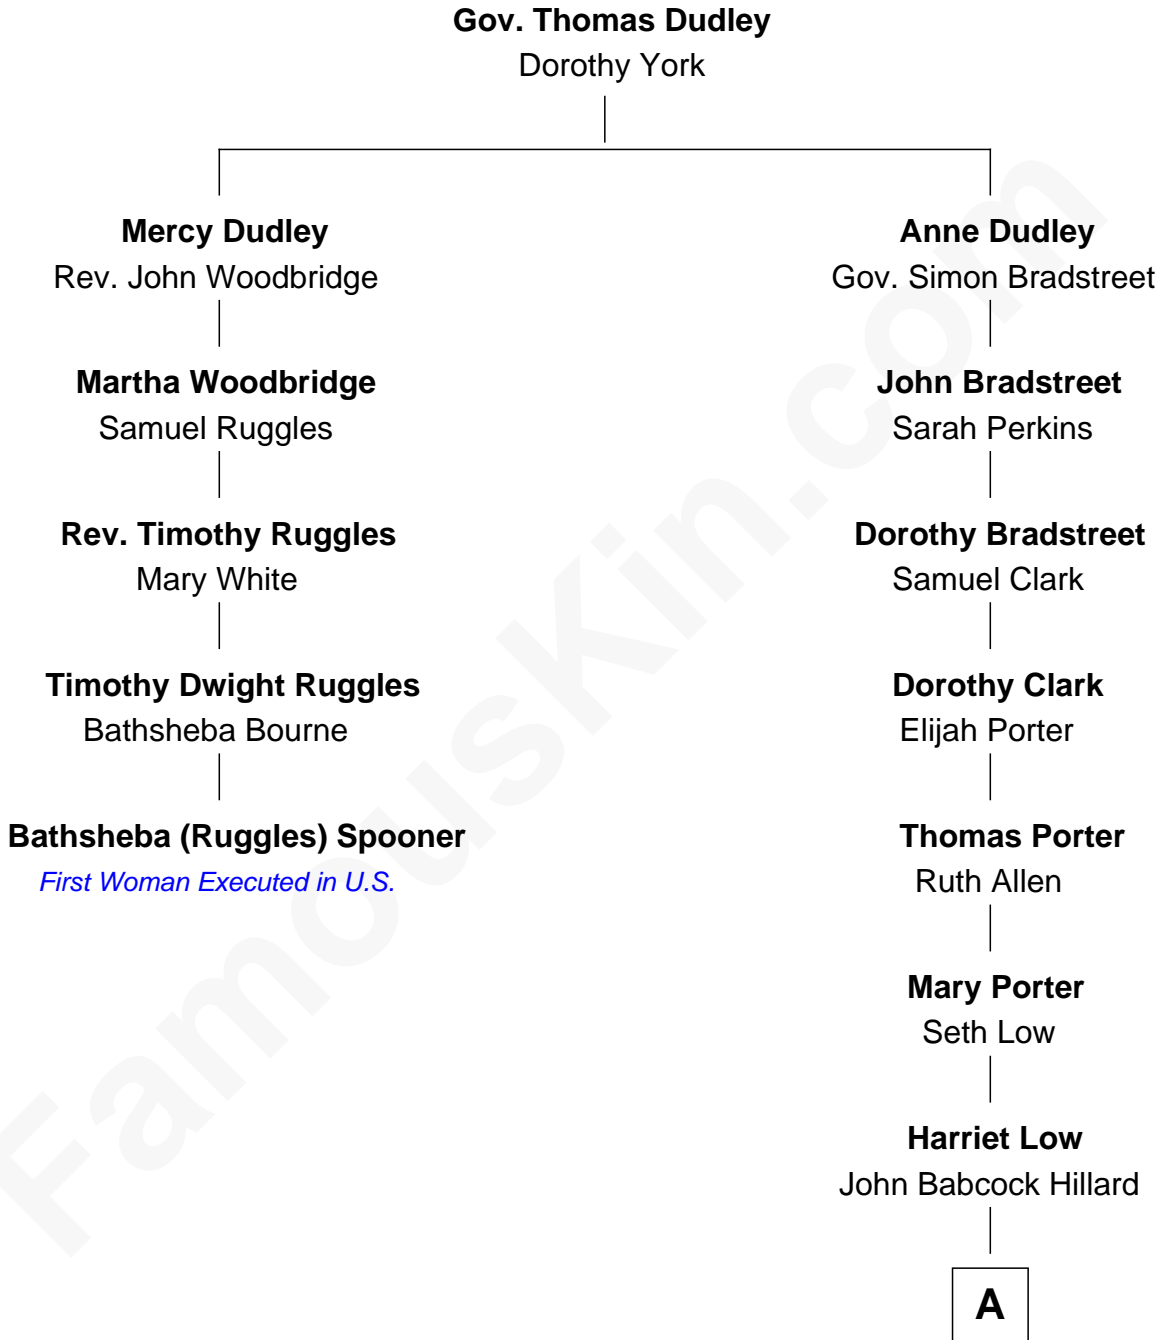 Gov. Thomas Dudley
Dorothy York
Mercy Dudley
Rev. John Woodbridge
Anne Dudley
Gov. Simon Bradstreet
Martha Woodbridge
Samuel Ruggles
John Bradstreet
Sarah Perkins
Rev. Timothy Ruggles
Mary White
Dorothy Bradstreet
Samuel Clark
Timothy Dwight Ruggles
Bathsheba Bourne
Dorothy Clark
Elijah Porter
Bathsheba (Ruggles) Spooner
First Woman Executed in U.S.
Thomas Porter
Ruth Allen
Mary Porter
Seth Low
Harriet Low
John Babcock Hillard
A
FamousKin.com